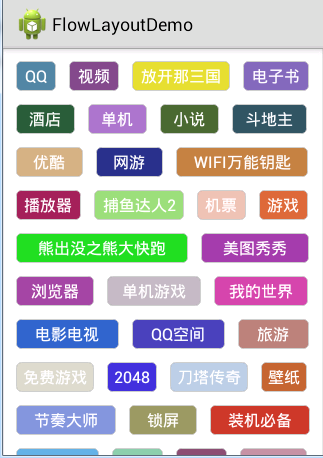 FlowLayoutDemo
QQ 视频 放开那三国 电子书
酒店 单机 小说 斗地主
优酷 网游 WIFI万能钥匙
播放器 捕鱼达人2 机票 游戏
熊出没之熊大快跑 美图秀秀
浏览器 单机游戏 我的世界
电影电视 QQ空间 旅游
免费游戏 2048 刀塔传奇 壁纸
节奏大师 锁屏 装机必备